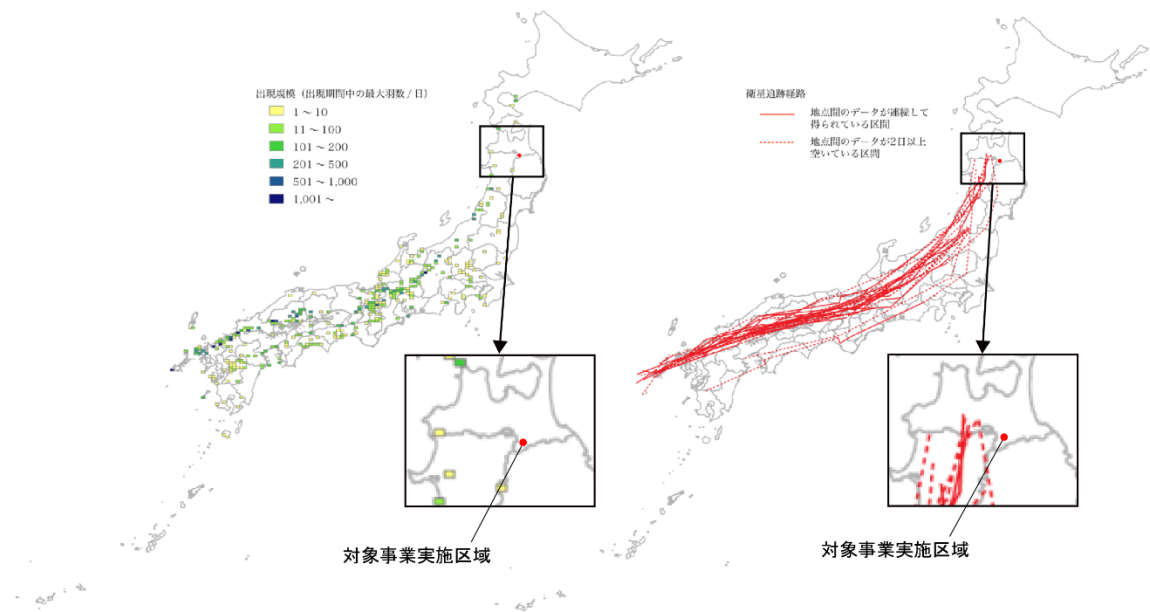 出現規模（出現期間中の最大羽数 / 日）
1～10
11～100
101～200
201～500
501～1,000
1,001～
対象事業実施区域
衛星追跡経路
地点間のデータが連続して
得られている区間
地点間のデータが2日以上
空いている区間
対象事業実施区域